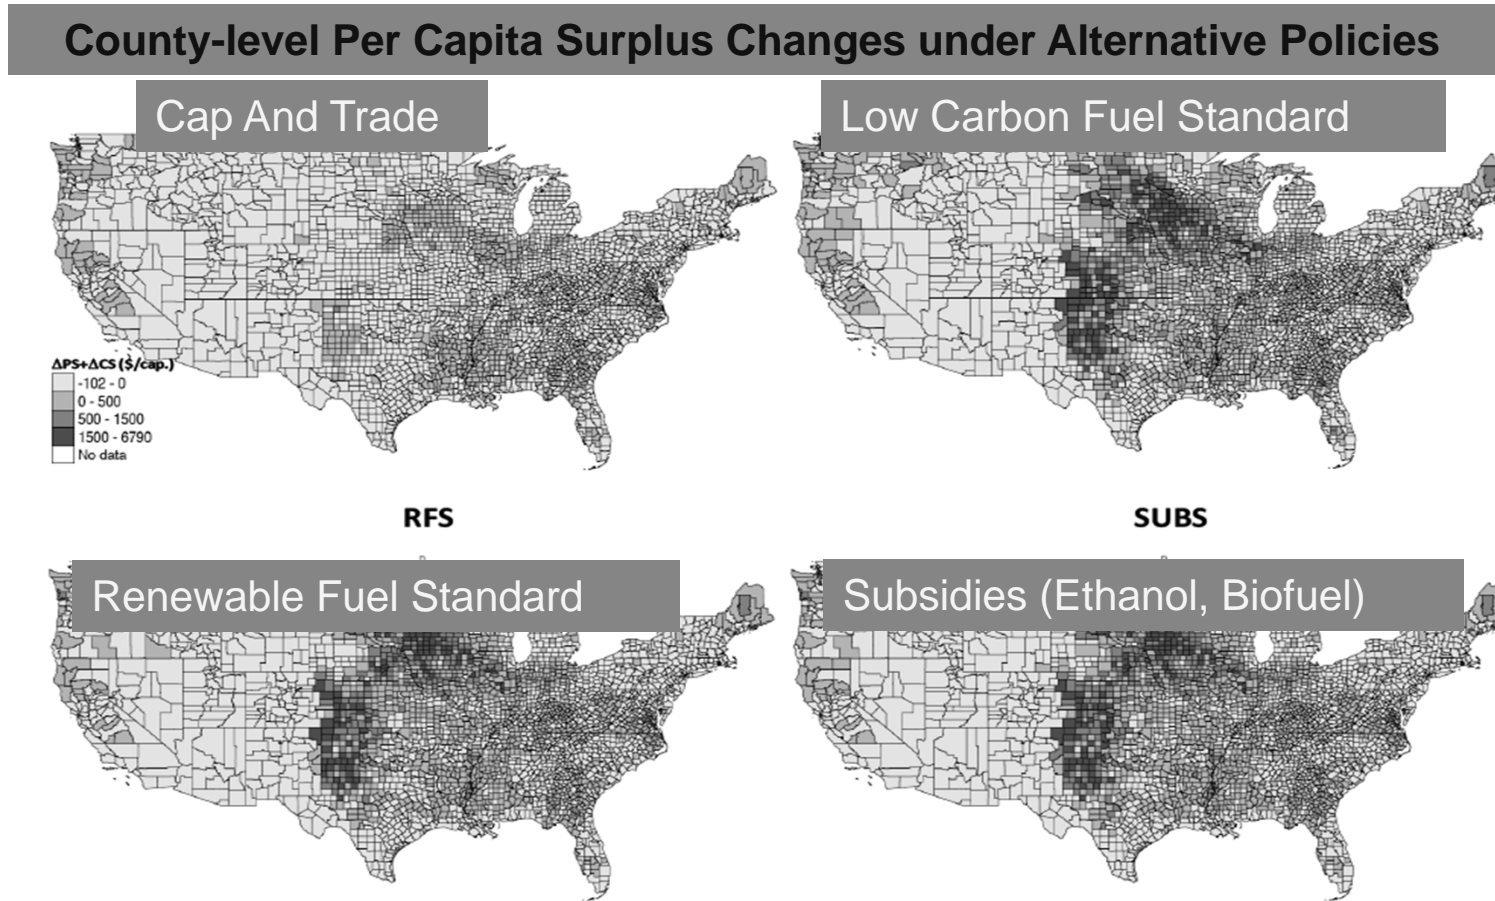 County-level Per Capita Surplus Changes under Alternative Policies
Cap And Trade
Low Carbon Fuel Standard
ΔPS+ΔCS ($/cap.)
-102 - 0
0 - 500
500 - 1500
1500 - 6790
No data
RFS
SUBS
Renewable Fuel Standard
Subsidies (Ethanol, Biofuel)